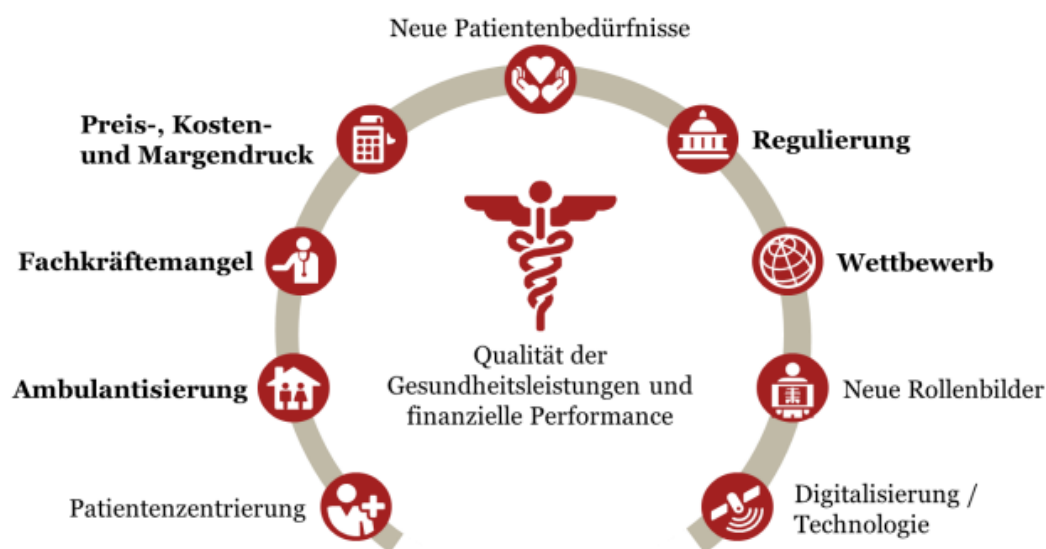 Neue Patientenbedürfnisse
Preis-, Kosten-
und Margendruck
Regulierung
Fachkräftemangel
Wettbewerb
Qualität der
Gesundheitsleistungen und
finanzielle Performance
Ambulantisierung
Neue Rollenbilder
Patientenzentrierung
Digitalisierung /
Technologie